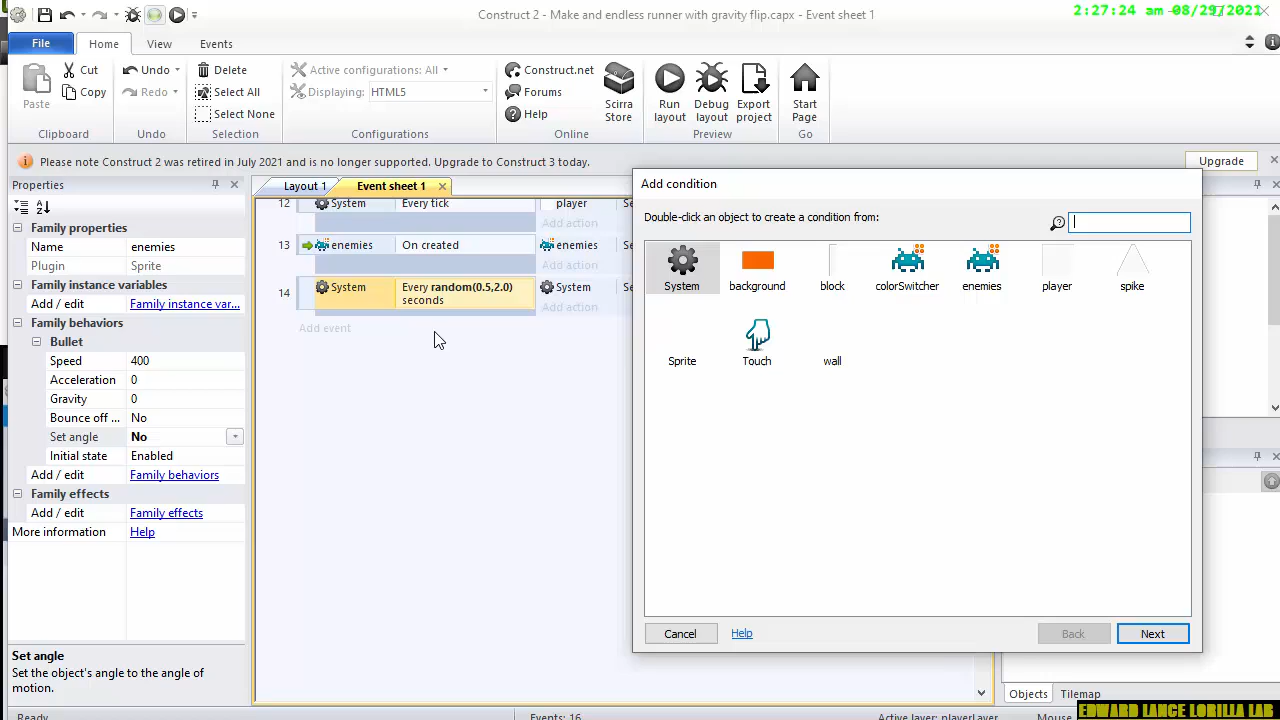 Construct 2 - Make and endless runner with gravity flip.capx - Event sheet 1
2:27:24 am 08/29/2021
File Home View Events
Paste Cut Copy
Clipboard
Undo
Redo
Undo
Delete
Select All
Select None
Selection
Active configurations: All
Displaying: HTML5
Configurations
Construct.net
Forums
Help
Scirra Store
Online
Run layout
Debug layout
Export project
Preview
Start Page
Go
Please note Construct 2 was retired in July 2021 and is no longer supported. Upgrade to Construct 3 today.
Upgrade
Properties
Family properties
Name enemies
Plugin Sprite
Family instance variables
Add / edit Family instance var...
Family behaviors
Bullet
Speed 400
Acceleration 0
Gravity 0
Bounce off ... No
Set angle No
Initial state Enabled
Add / edit Family behaviors
Family effects
Add / edit Family effects
More information Help
Set angle
Set the object's angle to the angle of
motion.
Layout 1 Event sheet 1
12 System Every tick player Se
Add action
13 enemies On created enemies Se
Add action
14 System Every random(0.5,2.0) seconds System Se
Add action
Add event
Add condition
Double-click an object to create a condition from:
System background block colorSwitcher enemies player spike
Sprite Touch wall
Cancel Help Back Next
Objects Tilemap
Ready Events: 16 Active layer: playerLayer Mouse
EDWARD LANCE LORILLA LAB